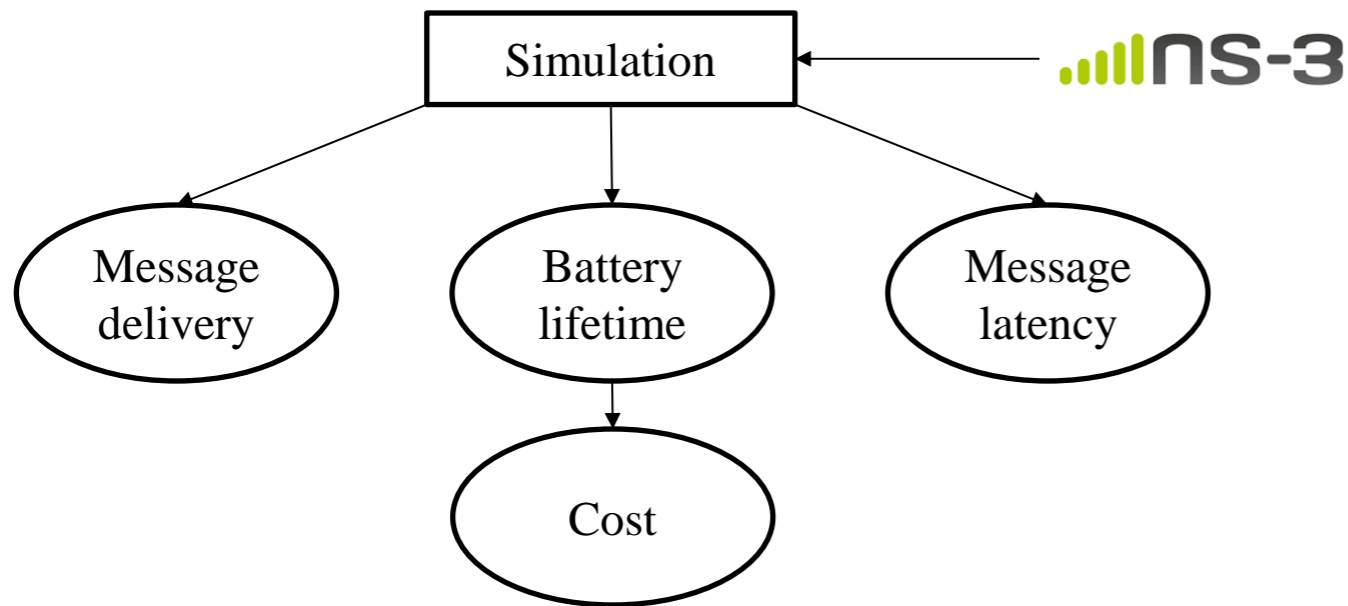 Simulation
ns-3
Message
delivery
Battery
lifetime
Message
latency
Cost